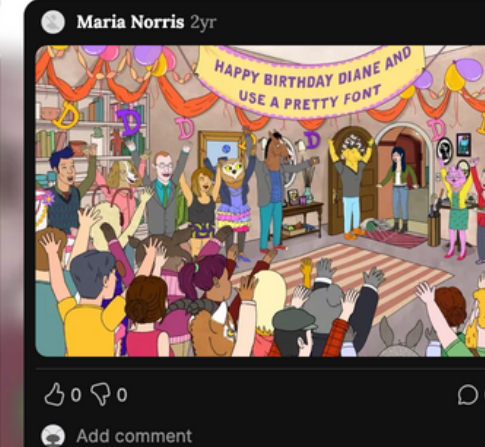 Maria Norris 2yr
HAPPY BIRTHDAY DIANE AND
USE A PRETTY FONT
D D D D
0 0
Add comment